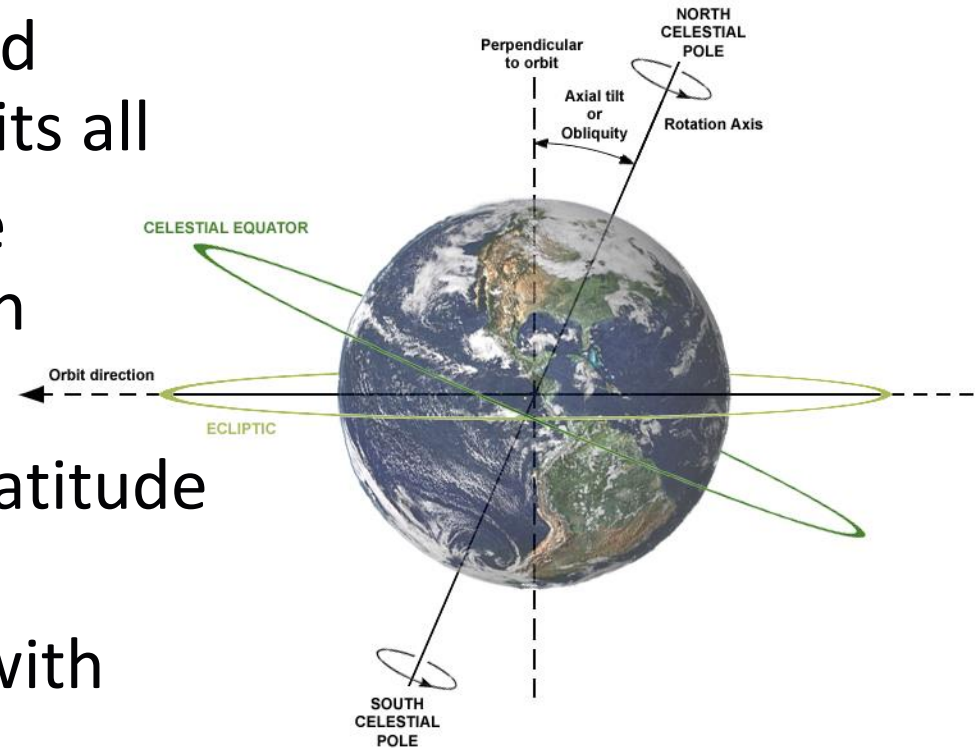 d
its all
e
n
atitude
with
NORTH
CELESTIAL
POLE
Perpendicular
to orbit
Axial tilt
or
Obliquity
Rotation Axis
CELESTIAL EQUATOR
Orbit direction
ECLIPTIC
SOUTH
CELESTIAL
POLE